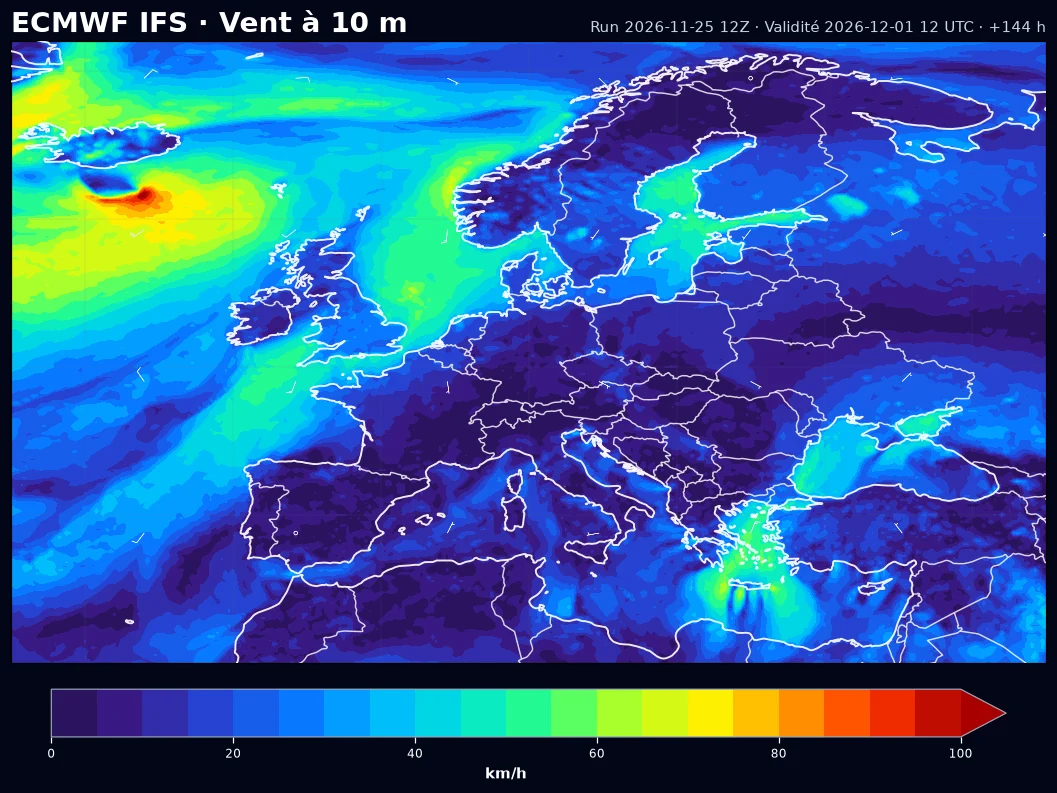 ECMWF IFS · Vent à 10 m
Run 2026-11-25 12Z · Validité 2026-12-01 12 UTC · +144 h
0 20 40 60 80 100
km/h